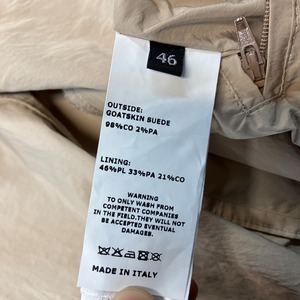 46
OUTSIDE:
GOATSKIN SUEDE
98%CO 2%PA
LINING:
46%PL 33%PA 21%CO
WARNING
TO ONLY WASH FROM
COMPETENT COMPANIES
IN THE FIELD.THEY WILL NOT
BE ACCEPTED EVENTUAL
DAMAGES.
MADE IN ITALY